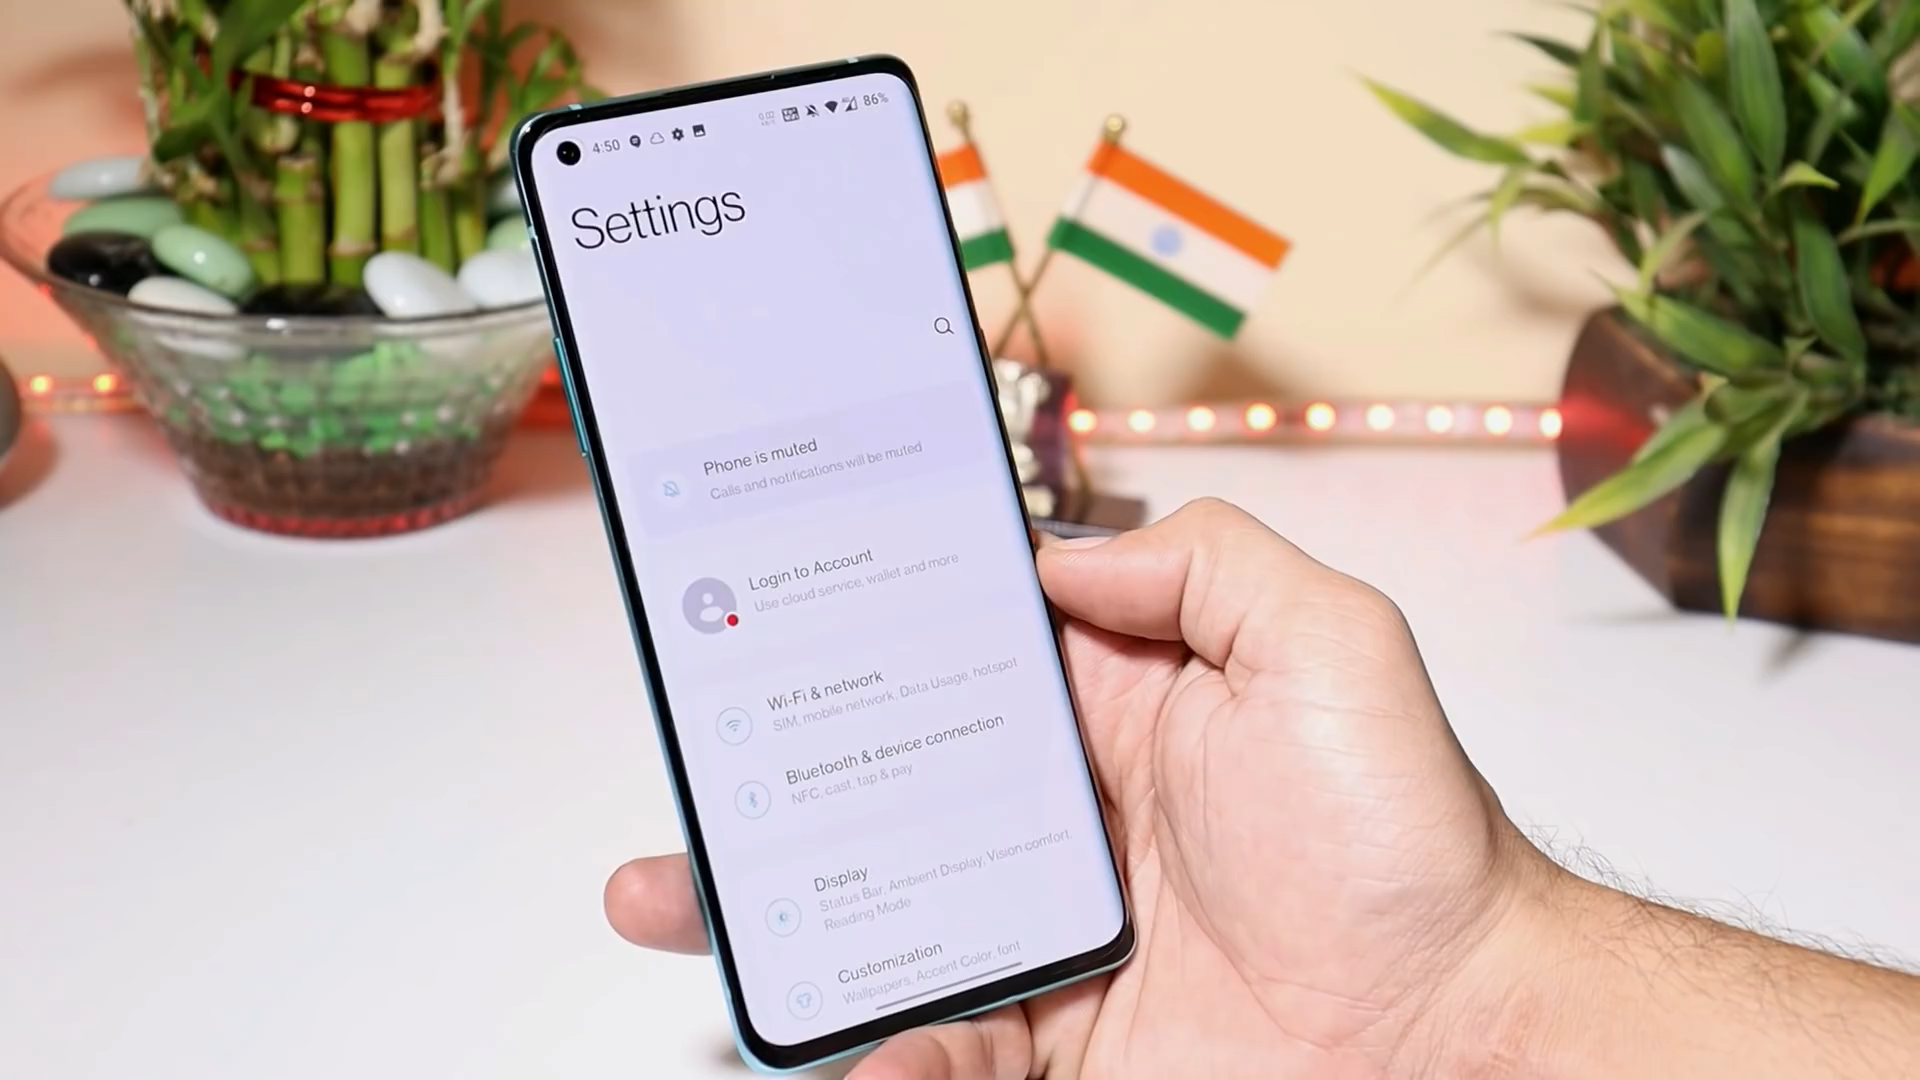 4:50
86%
Settings
Phone is muted
Calls and notifications will be muted
Login to Account
Use cloud service, wallet and more
Wi-Fi & network
SIM, mobile network, Data Usage, hotspot
Bluetooth & device connection
NFC, cast, tap & pay
Display
Status Bar, Ambient Display, Vision comfort,
Reading Mode
Customization
Wallpapers, Accent Color, font